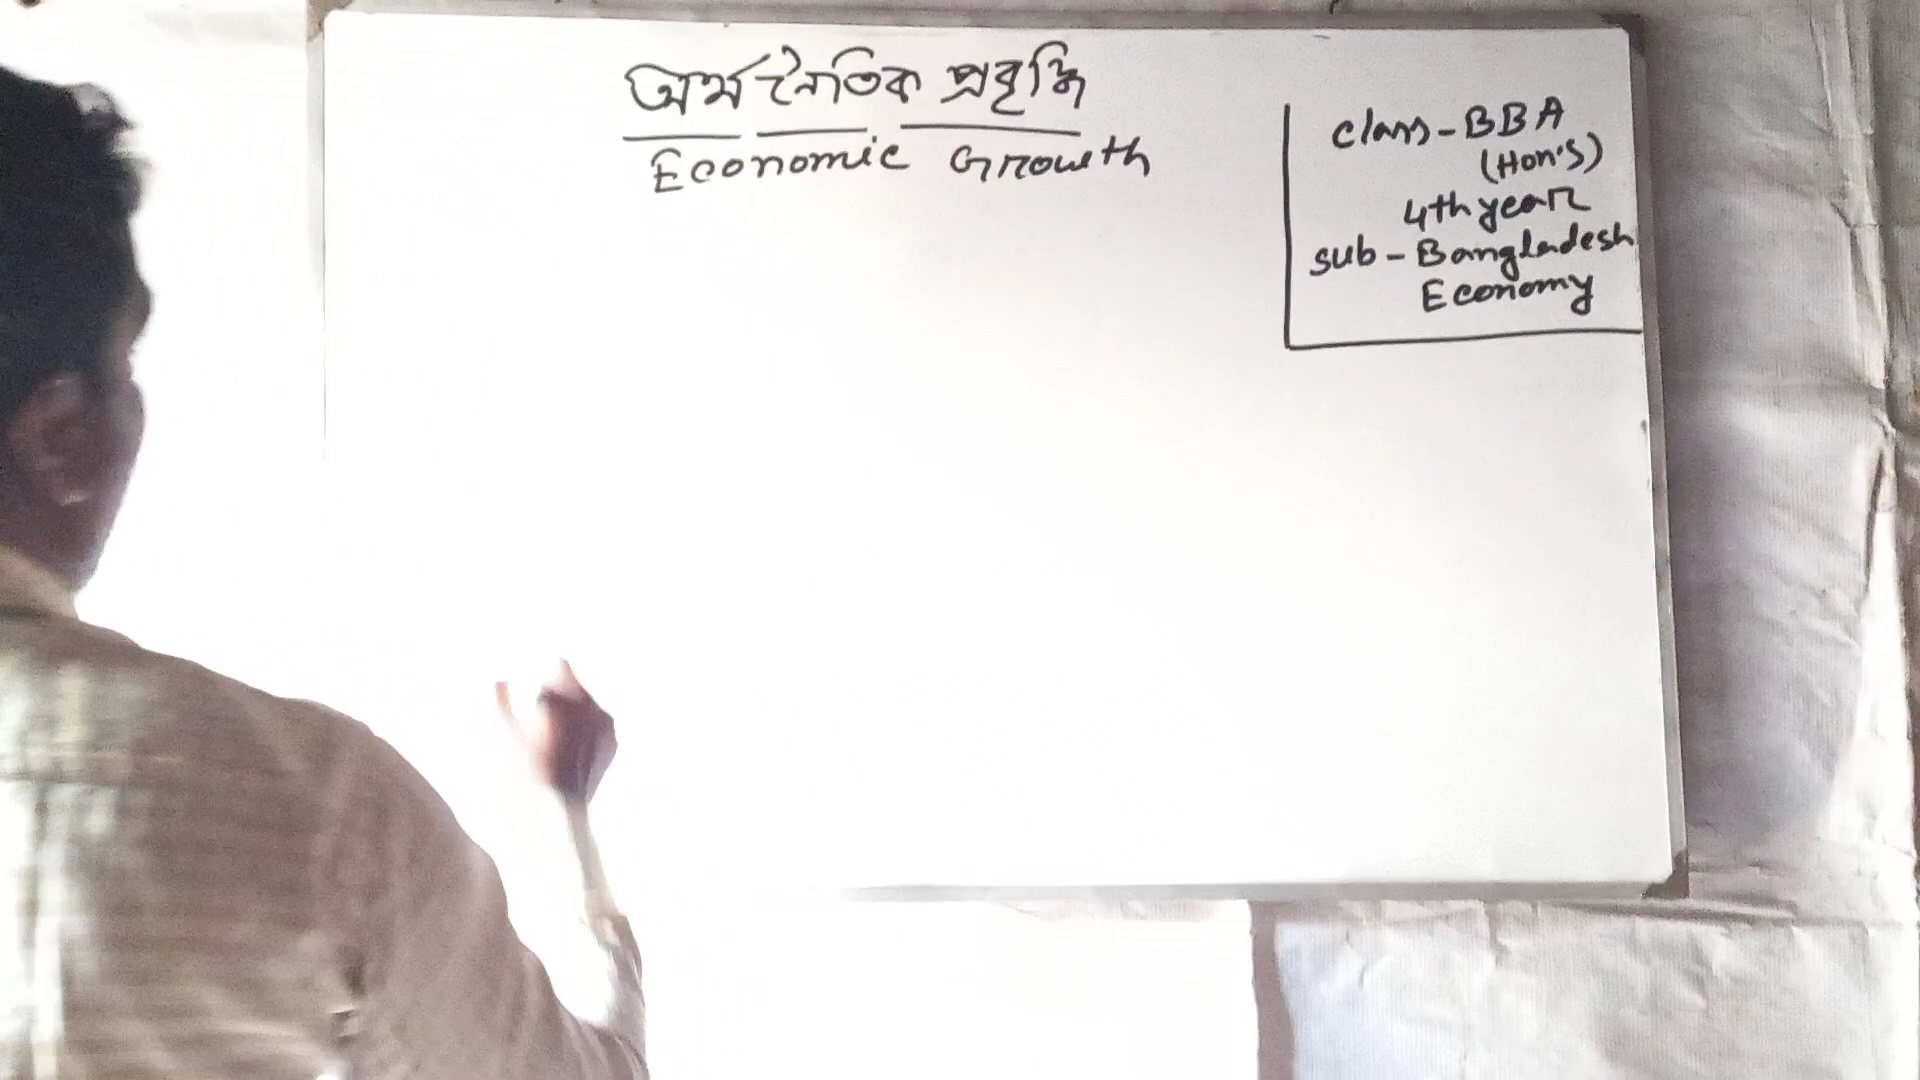 অর্থনৈতিক প্রবৃদ্ধি
Economic Growth
class - BBA
(Hon's)
4th year
sub - Bangladesh
Economy